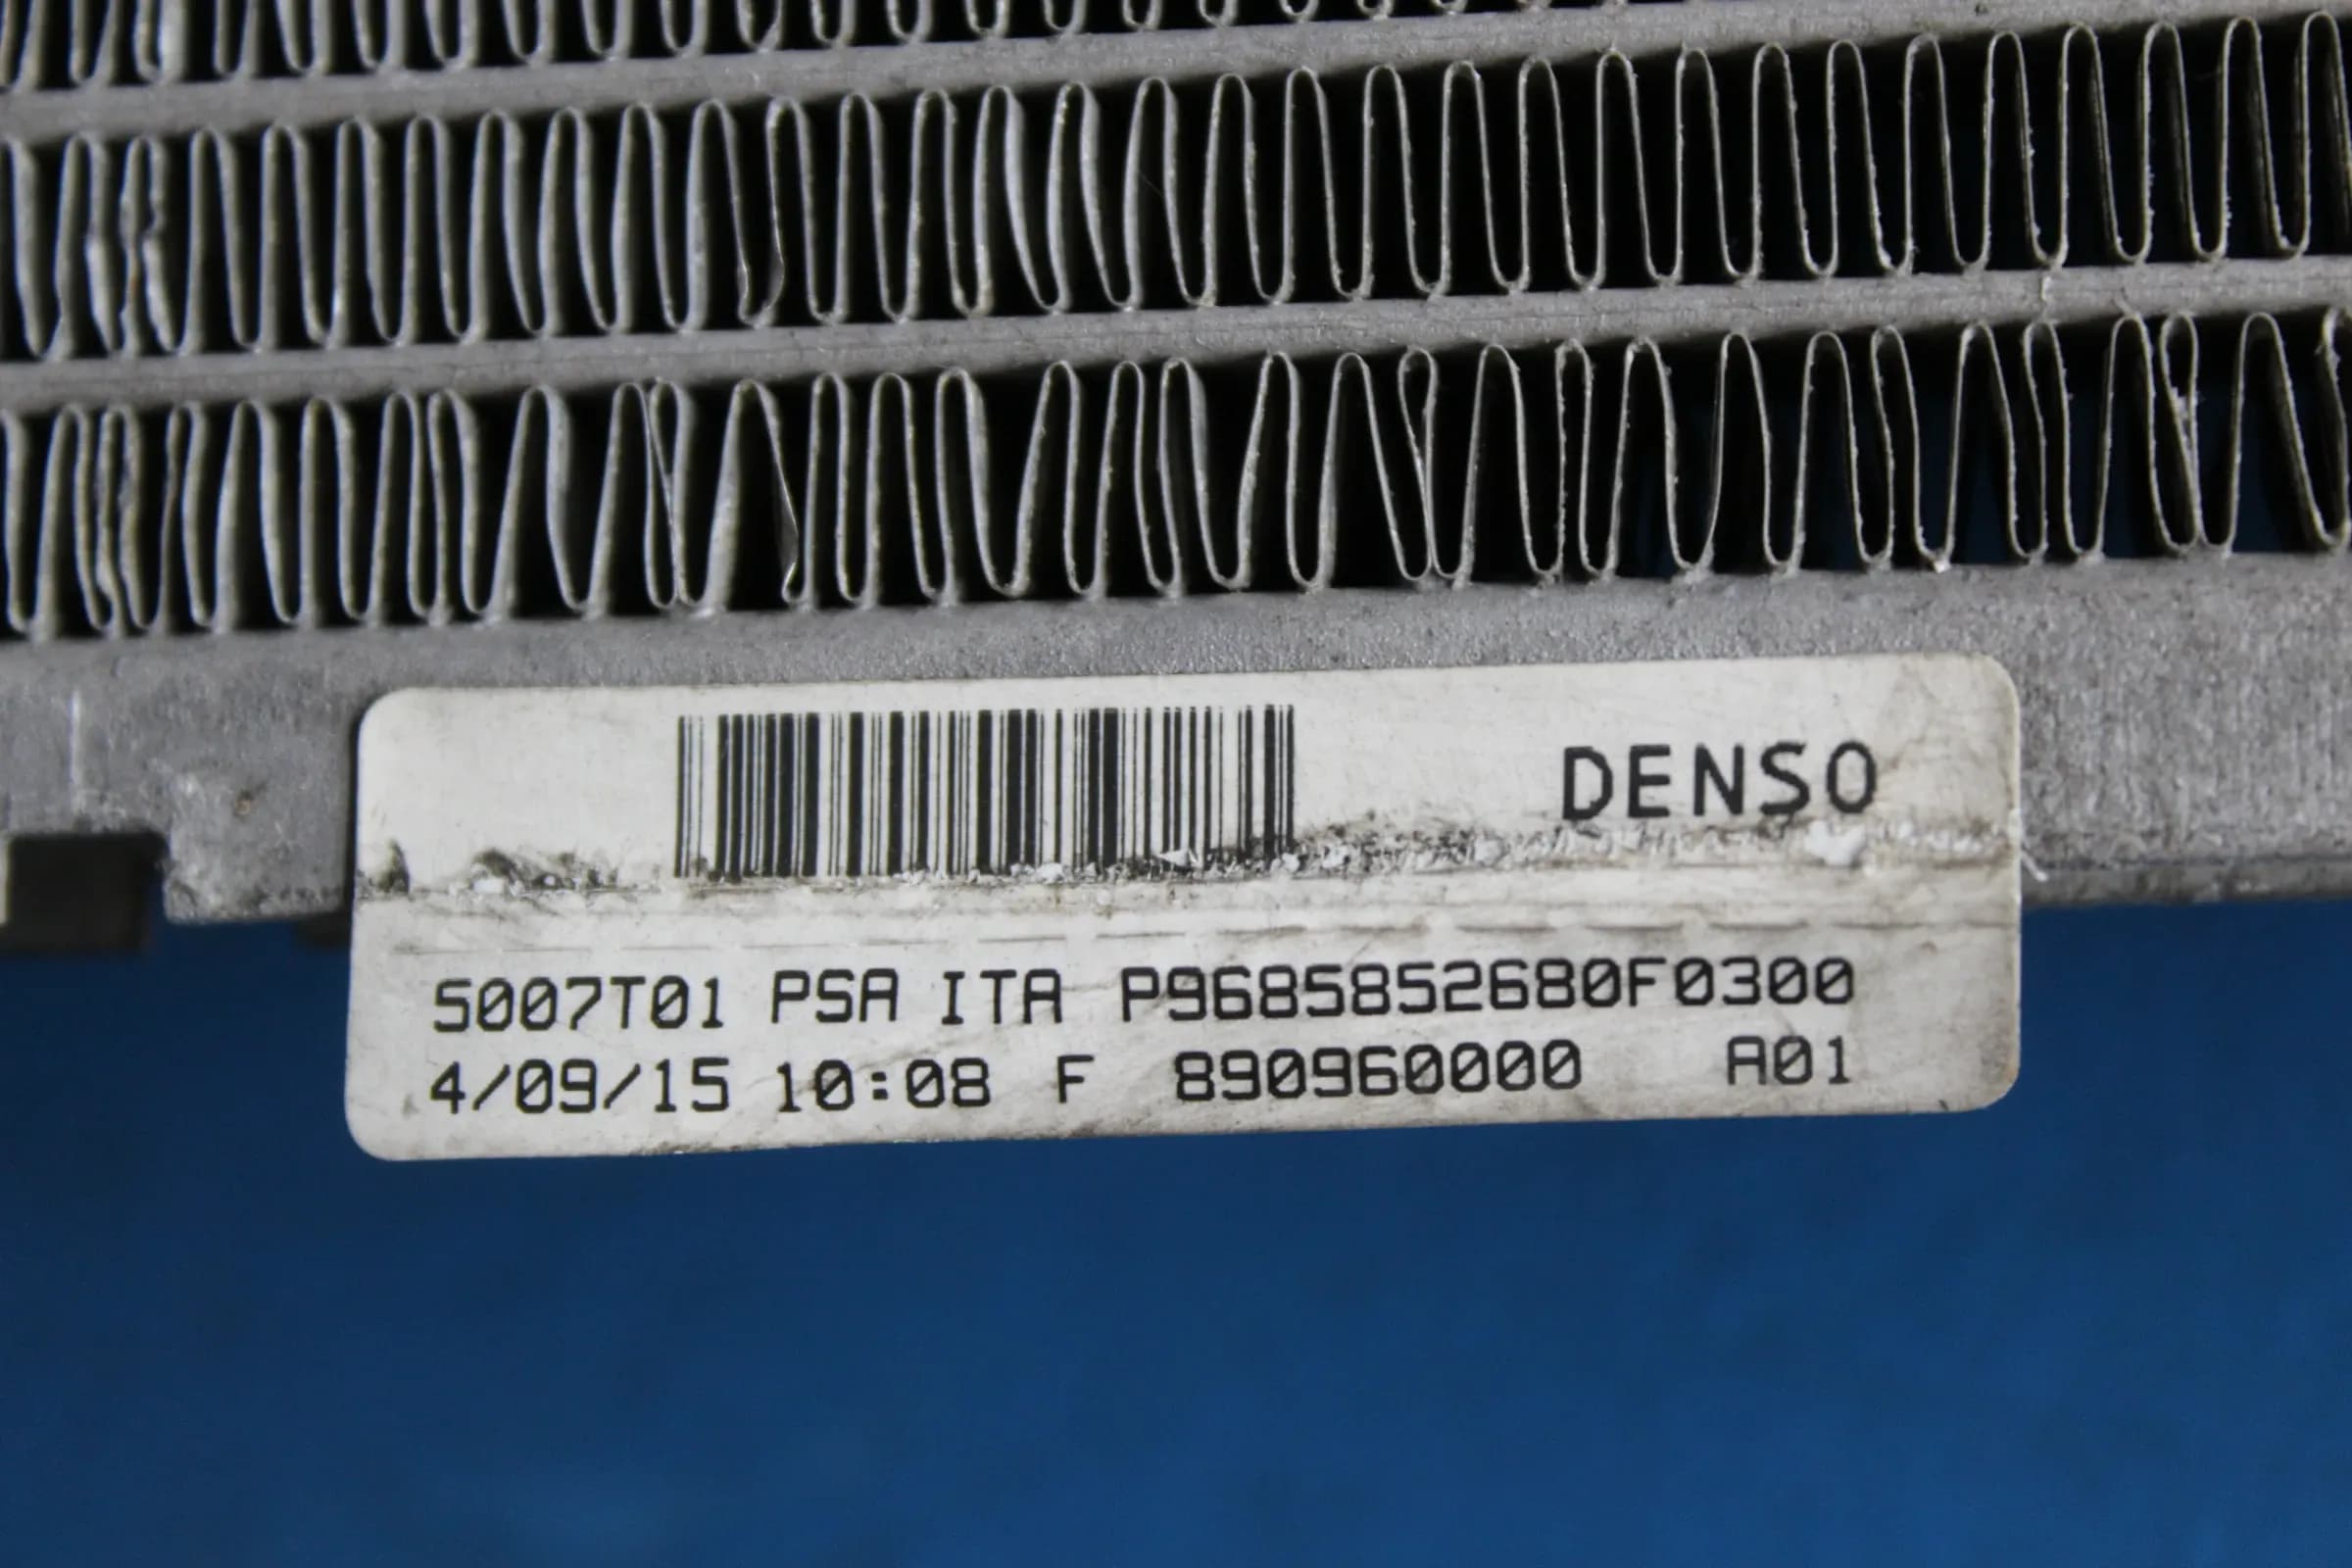 DENSO
5007T01 PSA ITA P9685852680F0300
4/09/15 10:08 F 890960000 A01